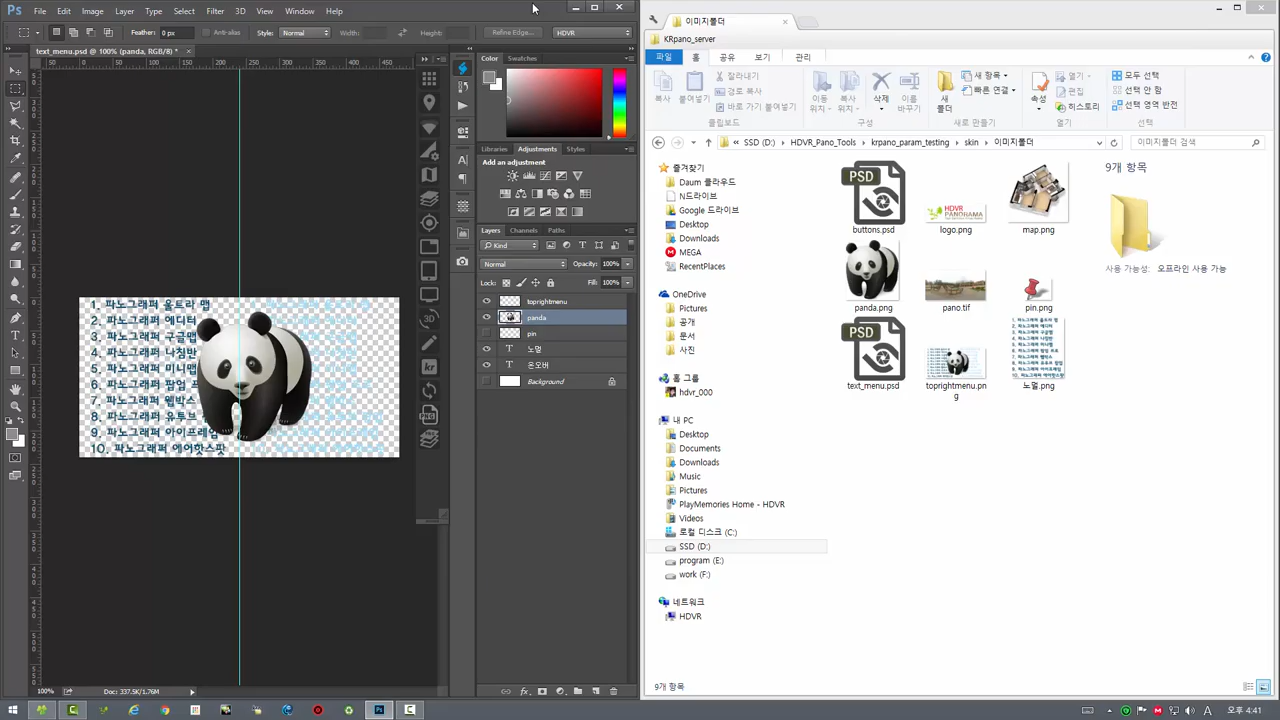 Ps File Edit Image Layer Type Select Filter 3D View Window Help
Feather: 0 px Anti-alias Style: Normal Width: Height: Refine Edge... HDVR
text_menu.psd @ 100% (panda, RGB/8*) * ×
Color Swatches
Libraries Adjustments Styles
Add an adjustment
Layers Channels Paths
Kind
Normal Opacity: 100%
Lock: Fill: 100%
toprightmenu
panda
pin
노멀
온오버
Background
1. 파노그래퍼 울트라 맵
2. 파노그래퍼 에디터
3. 파노그래퍼 구글맵
4. 파노그래퍼 나침반
5. 파노그래퍼 미니맵
6. 파노그래퍼 팝업
7. 파노그래퍼 웹박스
8. 파노그래퍼 유튜브
9. 파노그래퍼 아이프레임
10. 파노그래퍼 에어핫스팟
100% Doc: 337.5K/1.76M
이미지폴더
KRpano_server
파일 홈 공유 보기 관리
복사 붙여넣기 잘라내기 경로 복사 바로 가기 붙여넣기
클립보드
이동 위치 복사 위치 삭제 이름 바꾸기
구성
새 폴더 새 항목 빠른 연결
새로 만들기
속성 열기 편집 히스토리
열기
모두 선택 선택 안 함 선택 영역 반전
선택
SSD (D:) HDVR_Pano_Tools krpano_param_testing skin 이미지폴더
이미지폴더 검색
즐겨찾기
Daum 클라우드
N드라이브
Google 드라이브
Desktop
Downloads
MEGA
RecentPlaces
OneDrive
Pictures
공개
문서
사진
홈 그룹
hdvr_000
내 PC
Desktop
Documents
Downloads
Music
Pictures
PlayMemories Home - HDVR
Videos
로컬 디스크 (C:)
SSD (D:)
program (E:)
work (F:)
네트워크
HDVR
PSD
buttons.psd
HDVR
PANORAMA
logo.png
map.png
panda.png
pano.tif
pin.png
PSD
text_menu.psd
toprightmenu.png
노멀.png
9개 항목
사용 가능성: 오프라인 사용 가능
9개 항목
오후 4:41